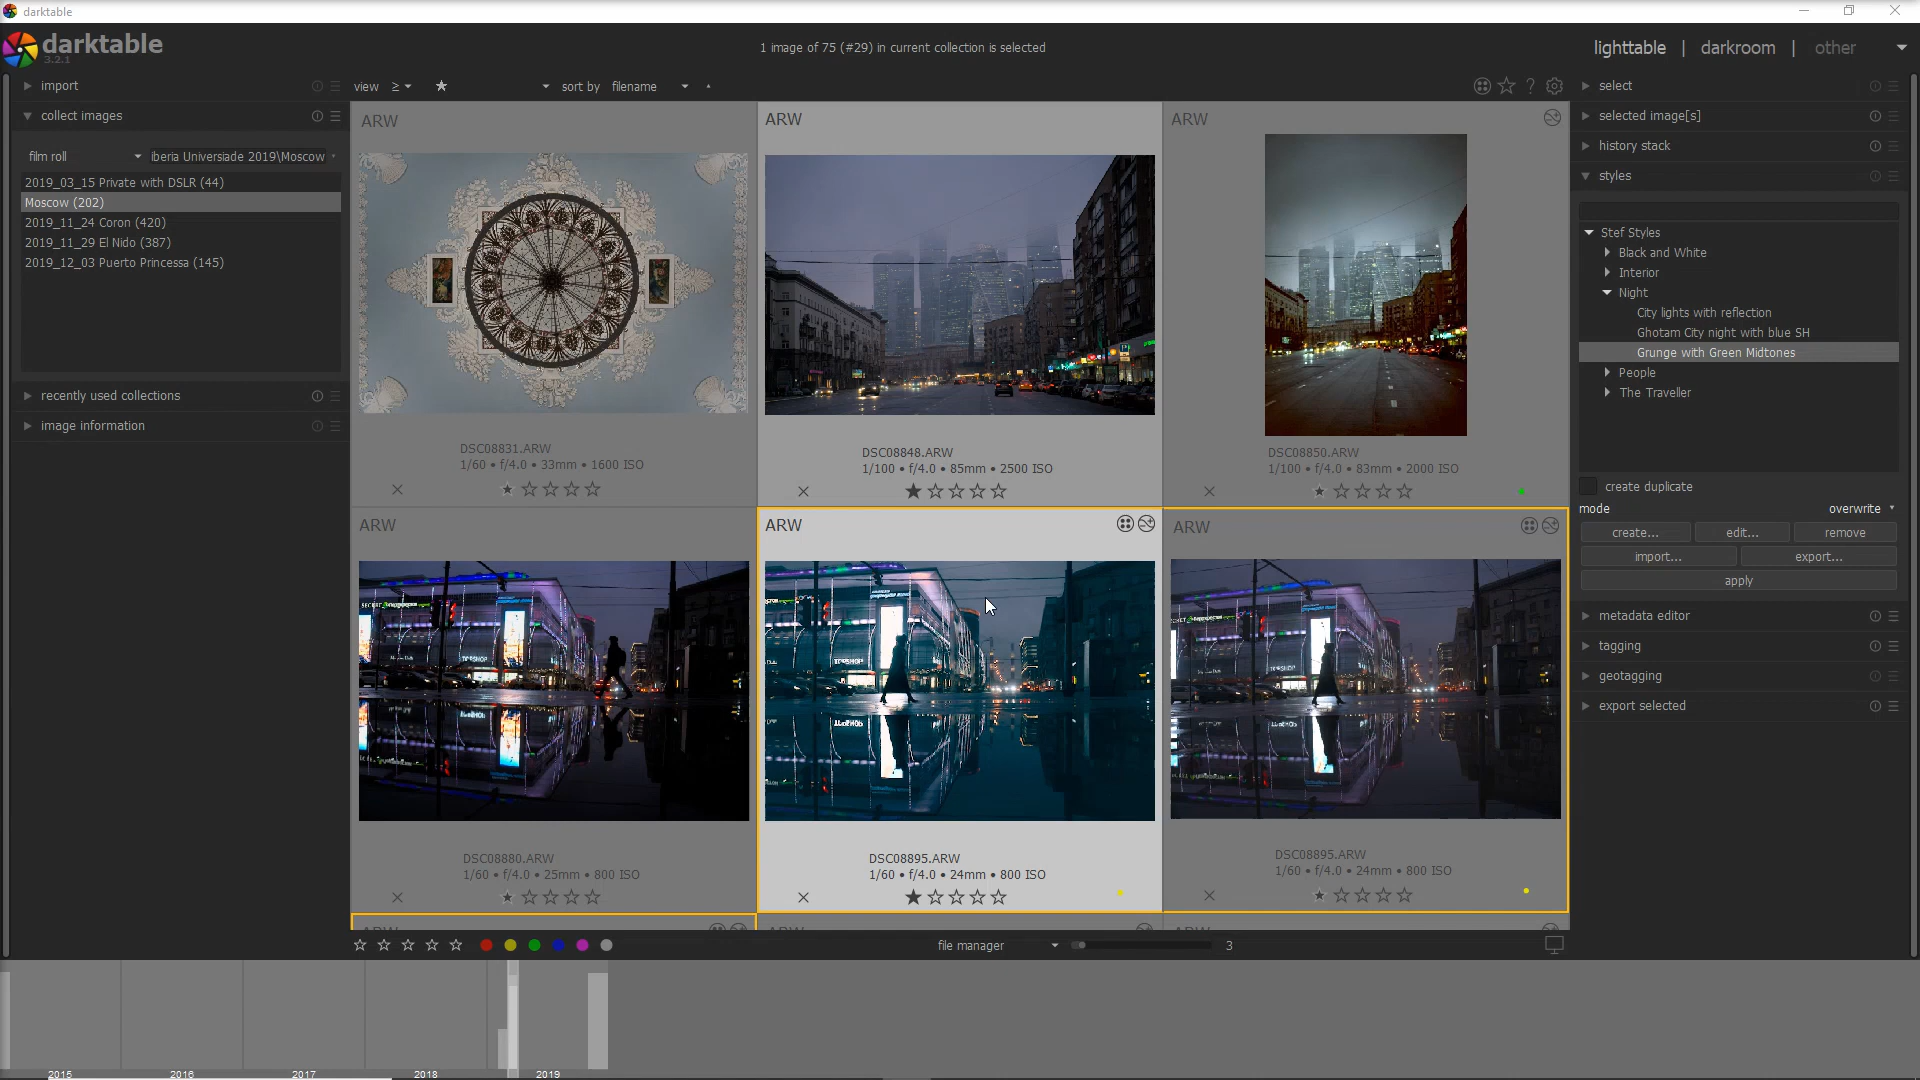 darktable
darktable
3.2.1
1 image of 75 (#29) in current collection is selected
lighttable | darkroom | other
import
view ≥ ★ sort by filename
select
collect images
selected image[s]
film roll iberia Universiade 2019\Moscow
history stack
2019_03_15 Private with DSLR (44)
Moscow (202)
2019_11_24 Coron (420)
2019_11_29 El Nido (387)
2019_12_03 Puerto Princessa (145)
styles
Stef Styles
Black and White
Interior
Night
City lights with reflection
Ghotam City night with blue SH
Grunge with Green Midtones
People
The Traveller
recently used collections
image information
ARW
ARW
ARW
DSC08831.ARW
1/60 • f/4.0 • 33mm • 1600 ISO
DSC08848.ARW
1/100 • f/4.0 • 85mm • 2500 ISO
DSC08850.ARW
1/100 • f/4.0 • 83mm • 2000 ISO
create duplicate
mode overwrite
create... edit... remove
import... export...
apply
metadata editor
tagging
geotagging
export selected
ARW
ARW
ARW
TOPSHOP
TOPSHOP
TOPSHOP
DSC08880.ARW
1/60 • f/4.0 • 25mm • 800 ISO
DSC08895.ARW
1/60 • f/4.0 • 24mm • 800 ISO
DSC08895.ARW
1/60 • f/4.0 • 24mm • 800 ISO
ARW
ARW
ARW
file manager 3
2015 2016 2017 2018 2019